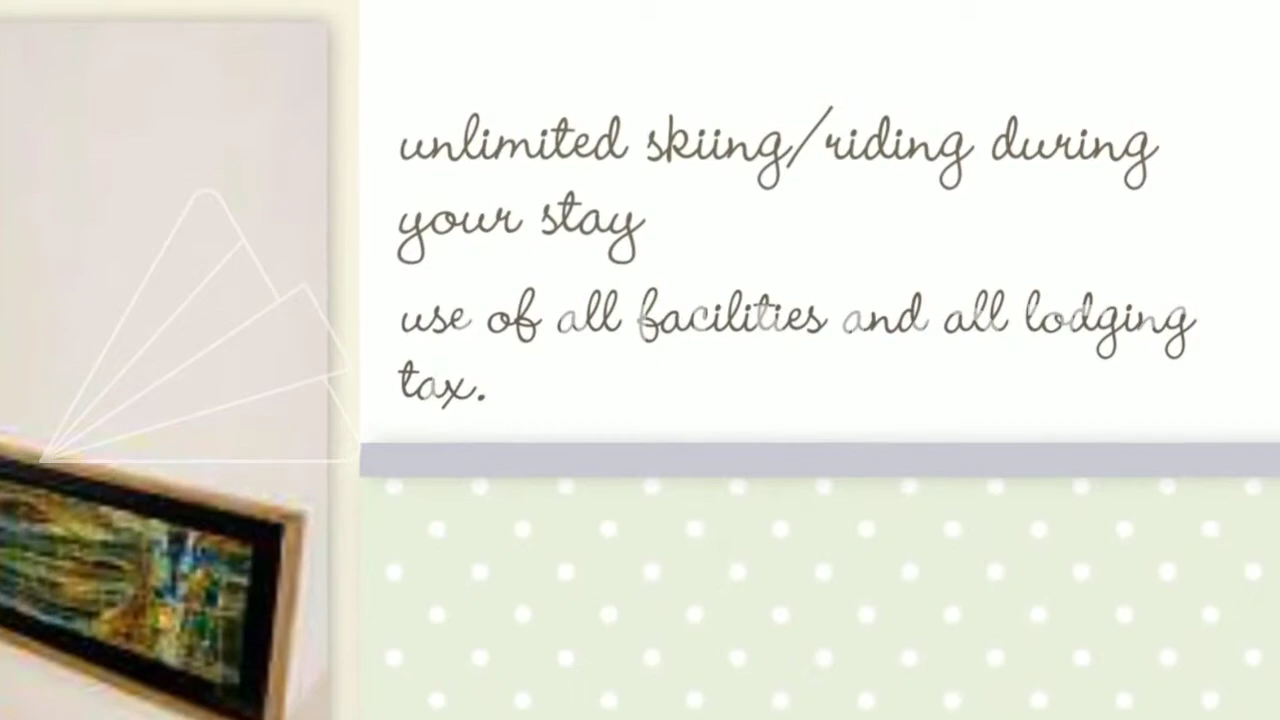 unlimited skiing/riding during
your stay
use of all facilities and all lodging
tax.